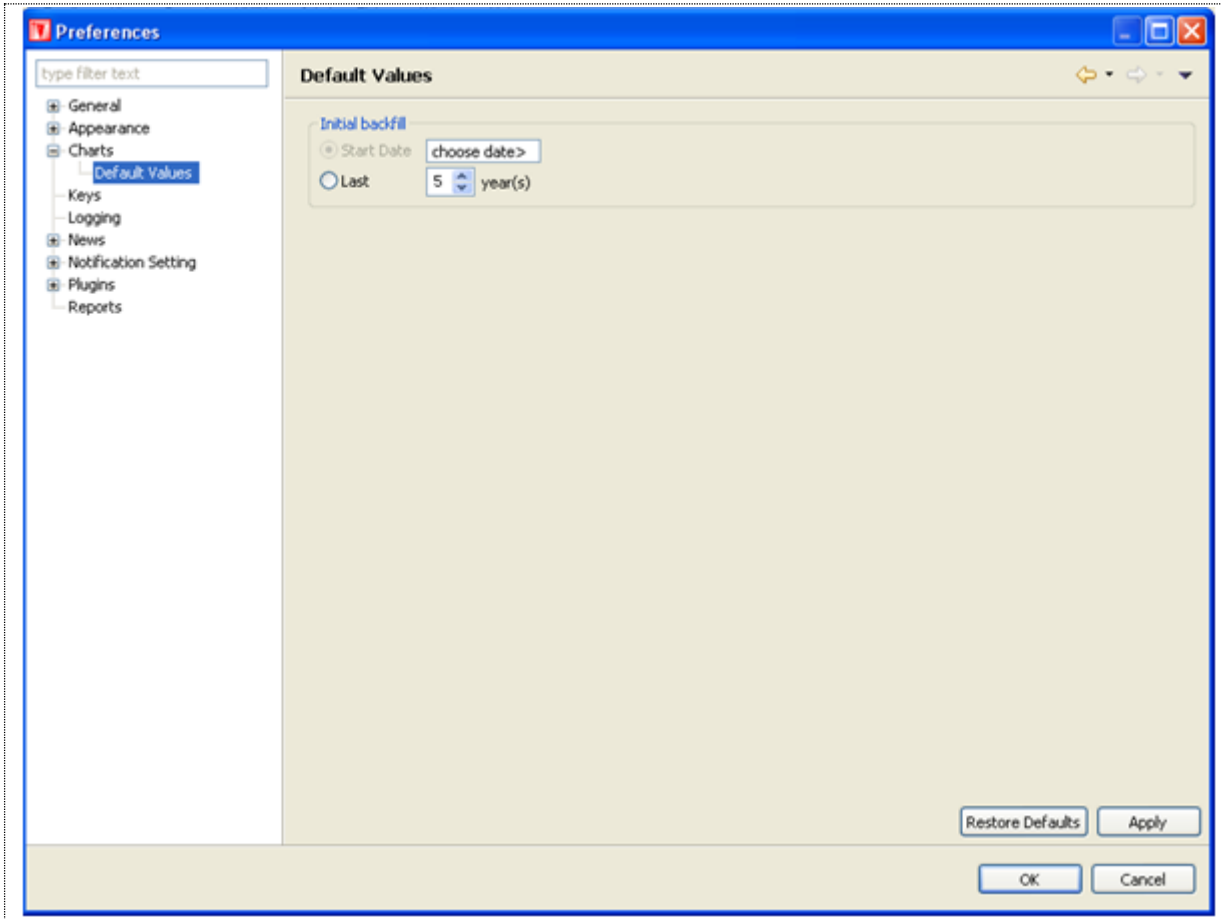 Preferences
type filter text
General
Appearance
Charts
Default Values
Keys
Logging
News
Notification Setting
Plugins
Reports
Default Values
Initial backfill
Start Date choose date>
Last 5 year(s)
Restore Defaults Apply
OK Cancel